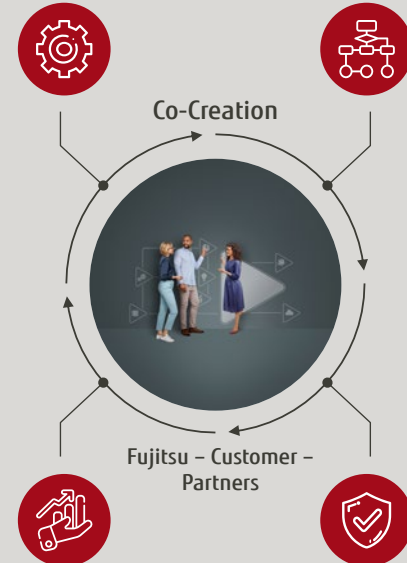 Co-Creation
Fujitsu – Customer –
Partners